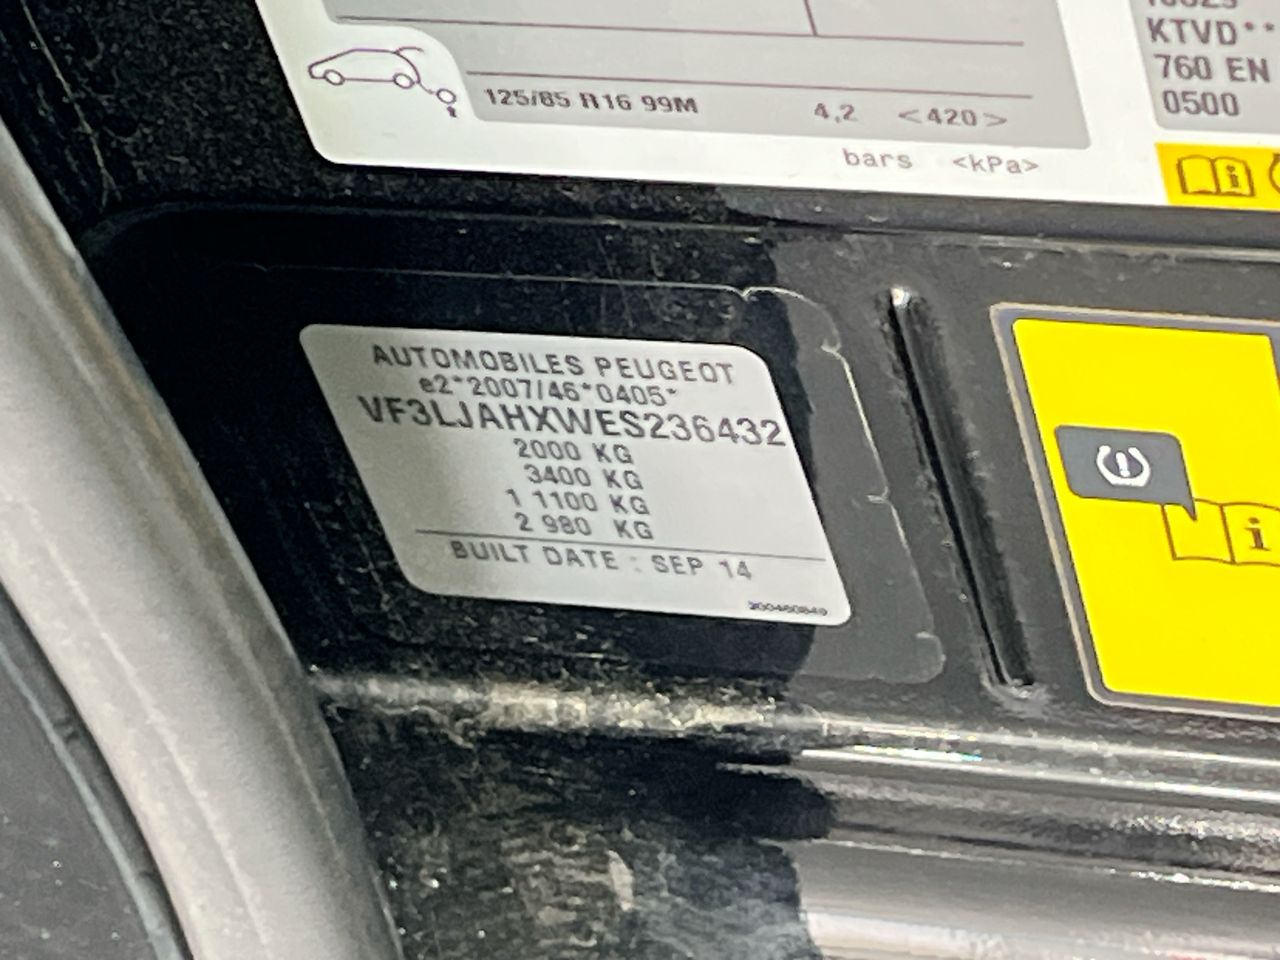 125/85 R16 99M 4,2 <420>
bars <kPa>
KTVD**
760 EN
0500
i
AUTOMOBILES PEUGEOT
e2*2007/46*0405*
VF3LJAHXWES236432
2000 KG
3400 KG
1 1100 KG
2 980 KG
BUILT DATE : SEP 14
i